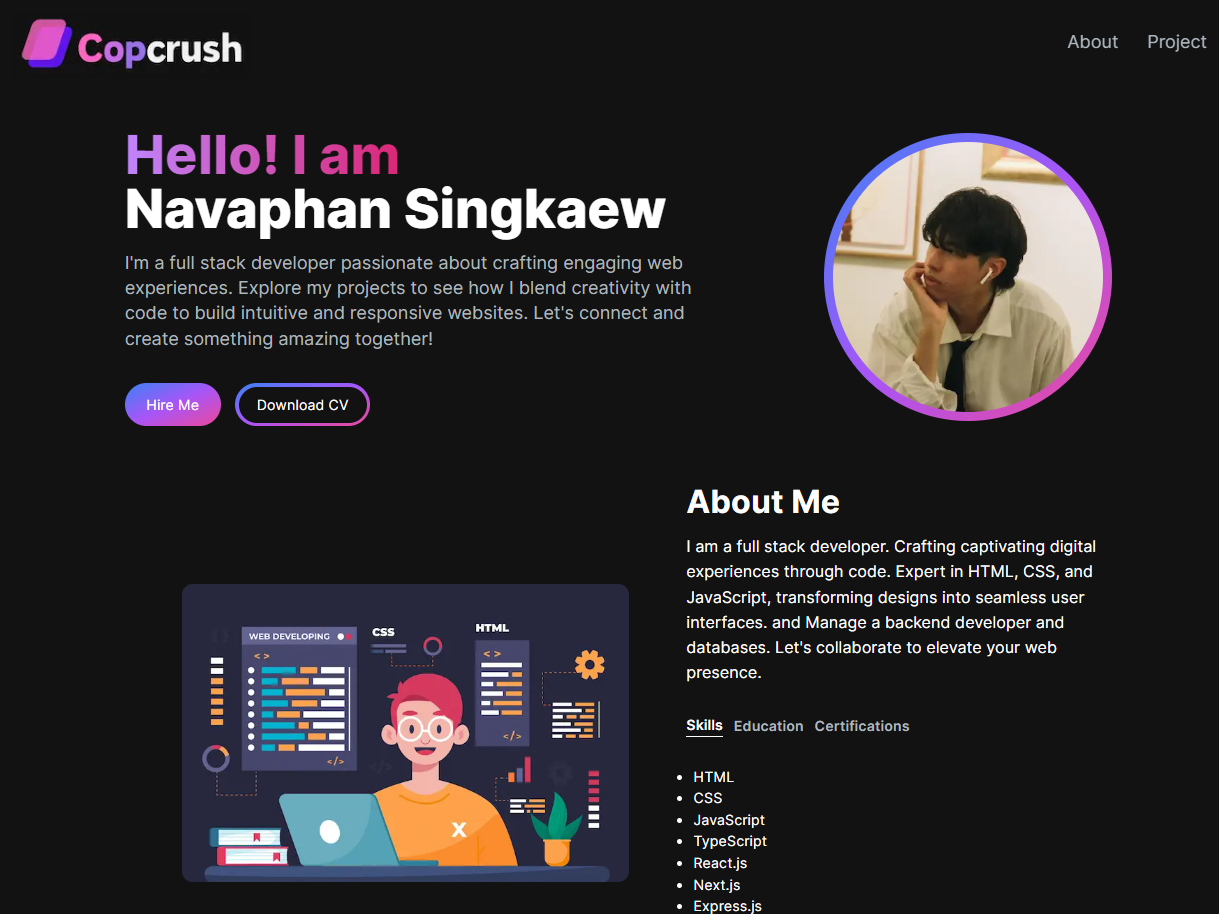 Copcrush
About
Project
Hello! I am
Navaphan Singkaew
I'm a full stack developer passionate about crafting engaging web
experiences. Explore my projects to see how I blend creativity with
code to build intuitive and responsive websites. Let's connect and
create something amazing together!
Hire Me
Download CV
About Me
I am a full stack developer. Crafting captivating digital
experiences through code. Expert in HTML, CSS, and
JavaScript, transforming designs into seamless user
interfaces. and Manage a backend developer and
databases. Let's collaborate to elevate your web
presence.
WEB DEVELOPING
< >
</>
CSS
HTML
< >
</>
</>
X
Skills
Education
Certifications
• HTML
• CSS
• JavaScript
• TypeScript
• React.js
• Next.js
• Express.js